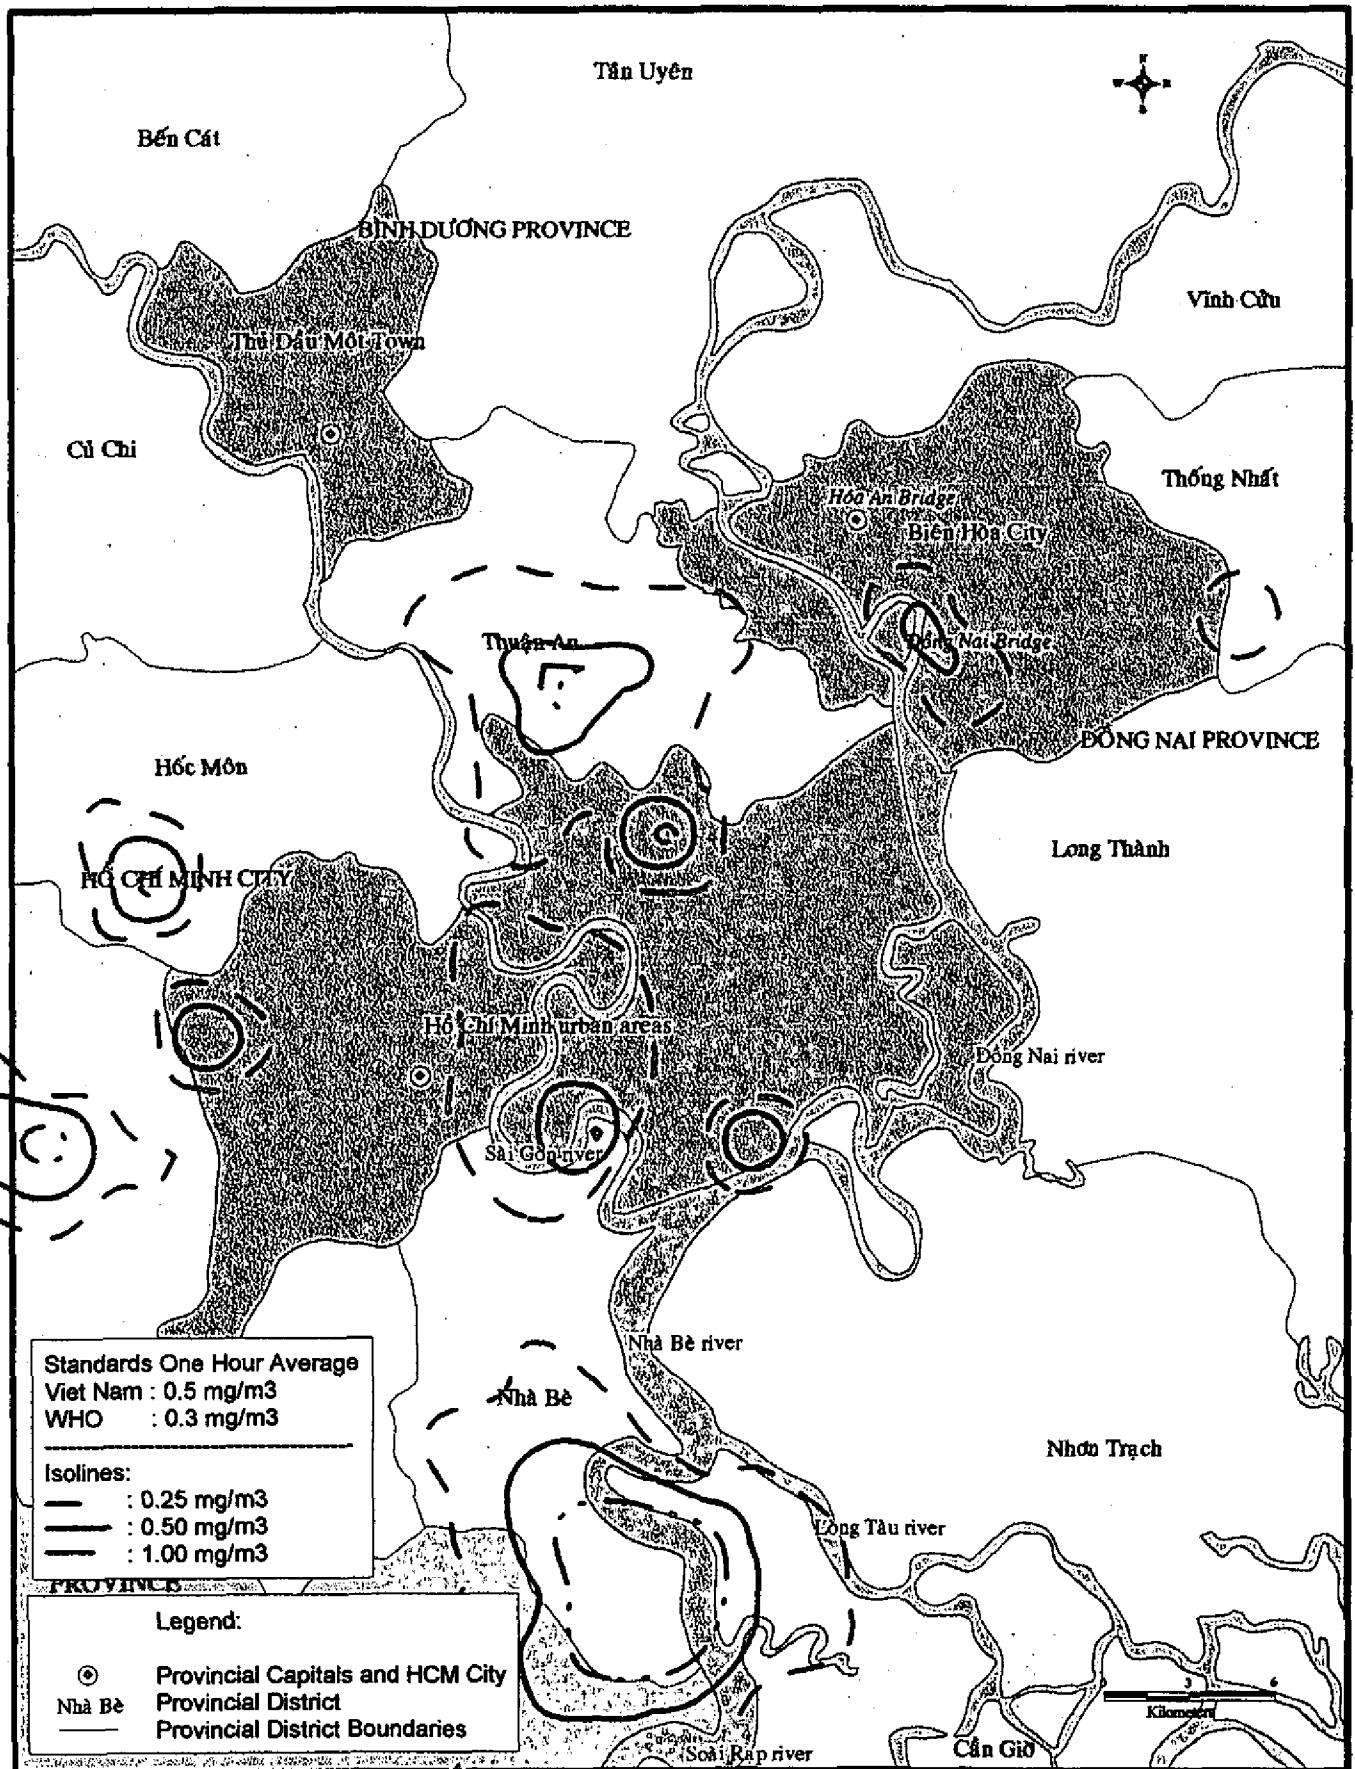 N
W E
S
Tân Uyên
Bến Cát
BÌNH DƯƠNG PROVINCE
Vĩnh Cửu
Thủ Dầu Một Town
Củ Chi
Thống Nhất
Hóa An Bridge
Biên Hòa City
Thuận An
Đồng Nai Bridge
ĐỒNG NAI PROVINCE
Hốc Môn
Long Thành
HỒ CHÍ MINH CITY
Hồ Chí Minh urban areas
Đồng Nai river
Sài Gòn river
Nhà Bè river
Nhà Bè
Nhơn Trạch
Long Tàu river
Standards One Hour Average
Viet Nam : 0.5 mg/m3
WHO : 0.3 mg/m3
Isolines:
: 0.25 mg/m3
: 0.50 mg/m3
: 1.00 mg/m3
PROVINCE
Legend:
Provincial Capitals and HCM City
Nhà Bè Provincial District
Provincial District Boundaries
3 6
Kilometers
Soài Rạp river
Cần Giờ